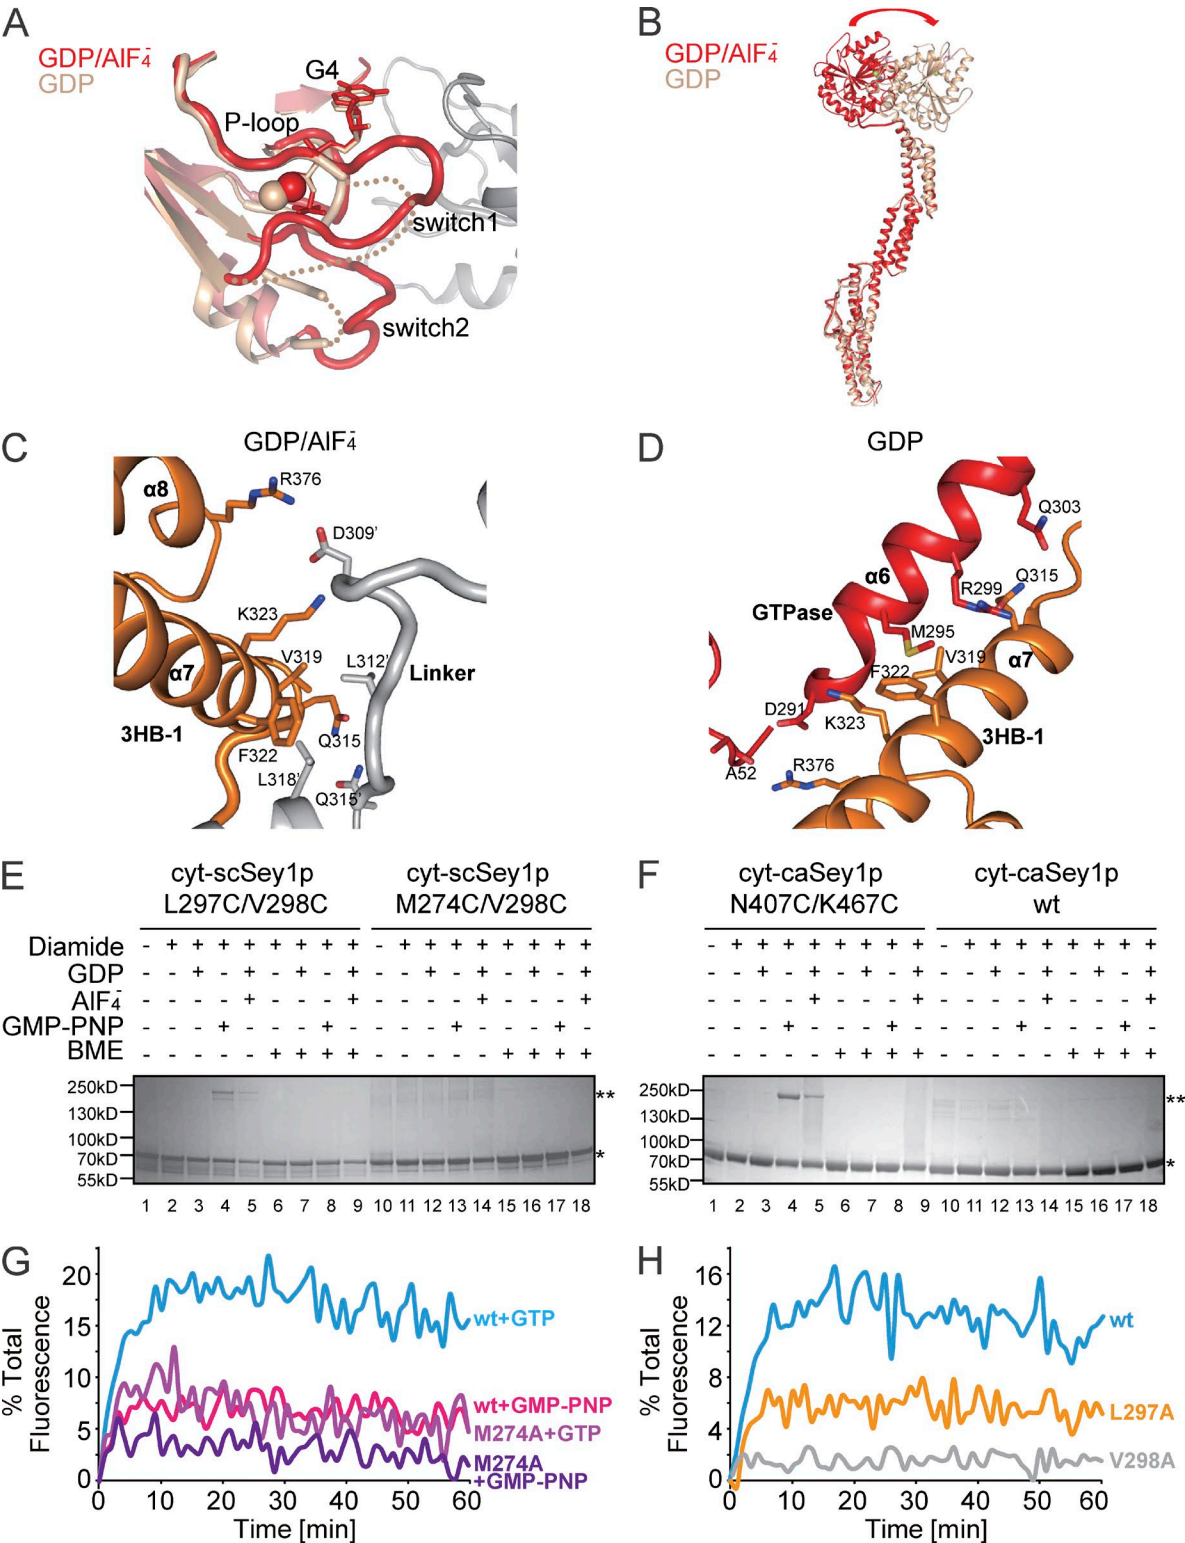 A
GDP/AlF₄⁻
GDP
G4
P-loop
switch1
switch2
B
GDP/AlF₄⁻
GDP
C
GDP/AlF₄⁻
α8
R376
D309'
K323
V319
L312'
Linker
α7
3HB-1
Q315
F322
L318'
Q315'
D
GDP
Q303
α6
R299
Q315
GTPase
M295
V319
α7
F322
D291
K323
3HB-1
A52
R376
E
cyt-scSey1p cyt-scSey1p
L297C/V298C M274C/V298C
Diamide - + + + + + + + + - + + + + + + + +
GDP - - + - + - + - + - - + - + - + - +
AlF₄⁻ - - - - + - - - + - - - - + - - - +
GMP-PNP - - - + - - - + - - - - + - - - + -
BME - - - - - + + + + - - - - - + + + +
250kD **
130kD
100kD
70kD *
55kD
1 2 3 4 5 6 7 8 9 10 11 12 13 14 15 16 17 18
F
cyt-caSey1p cyt-caSey1p
N407C/K467C wt
- + + + + + + + + - + + + + + + + +
- - + - + - + - + - - + - + - + - +
- - - - + - - - + - - - - + - - - +
- - - + - - - + - - - - + - - - + -
- - - - - + + + + - - - - - + + + +
250kD **
130kD
100kD
70kD *
55kD
1 2 3 4 5 6 7 8 9 10 11 12 13 14 15 16 17 18
G
% Total
Fluorescence
20
15
10
5
0
wt+GTP
wt+GMP-PNP
M274A+GTP
M274A
+GMP-PNP
0 10 20 30 40 50 60
Time [min]
H
% Total
Fluorescence
16
12
8
4
0
wt
L297A
V298A
0 10 20 30 40 50 60
Time [min]